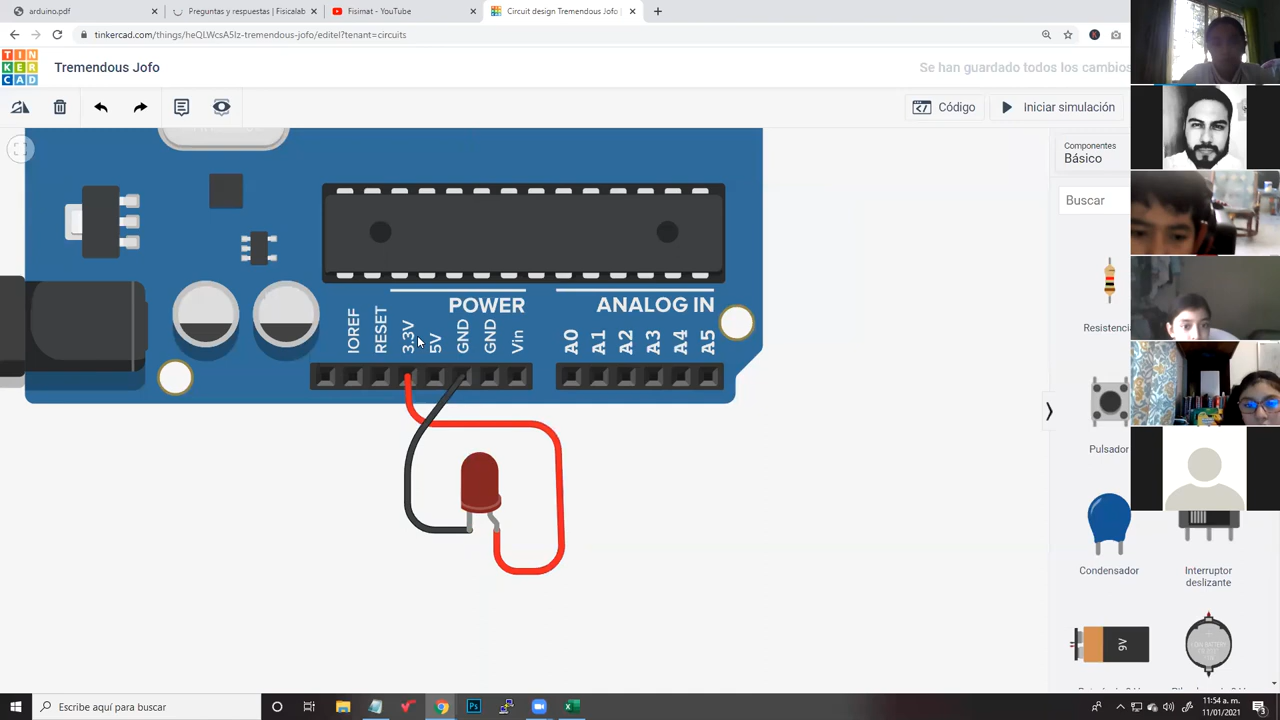 arduino.pdf
Preguntas y respuestas | Fisicalab
Fisimat - YouTube
Circuit design Tremendous Jofo |
tinkercad.com/things/heQLWcsA5Iz-tremendous-jofo/editel?tenant=circuits
TIN
KER
CAD
Tremendous Jofo
Se han guardado todos los cambios
Código
Iniciar simulación
Componentes
Básico
Buscar
POWER
ANALOG IN
IOREF
RESET
3.3V
5V
GND
GND
Vin
A0
A1
A2
A3
A4
A5
Resistencia
Pulsador
Condensador
Interruptor
deslizante
9V
Escribe aquí para buscar
11:54 a. m.
11/01/2021
3